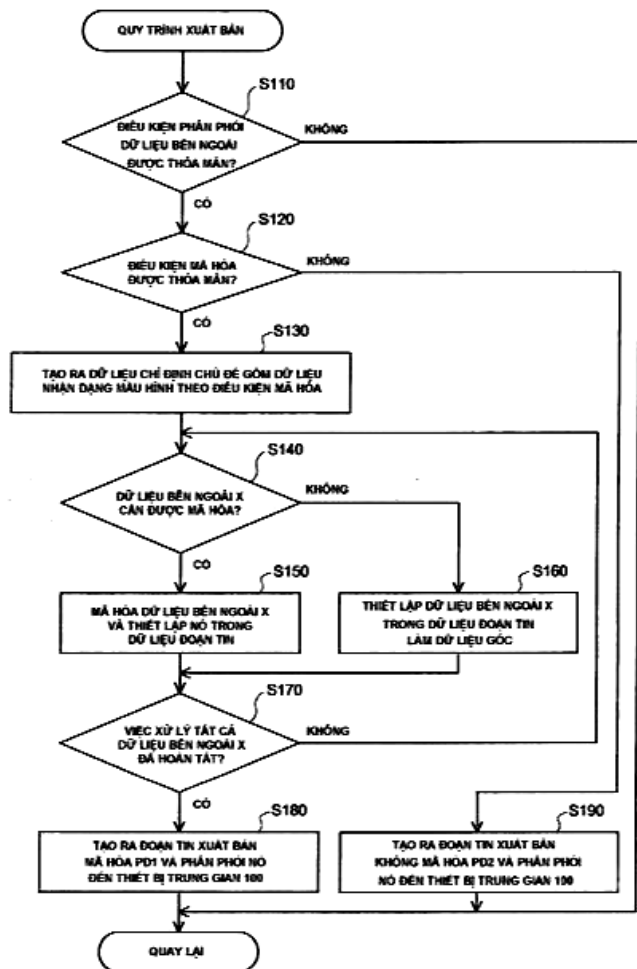 QUY TRÌNH XUẤT BẢN
S110
ĐIỀU KIỆN PHÂN PHỐI
DỮ LIỆU BÊN NGOÀI
ĐƯỢC THỎA MÃN?
KHÔNG
CÓ
S120
ĐIỀU KIỆN MÃ HÓA
ĐƯỢC THỎA MÃN?
KHÔNG
CÓ
S130
TẠO RA DỮ LIỆU CHỈ ĐỊNH CHỦ ĐỀ GỒM DỮ LIỆU
NHẬN DẠNG MÀU HÌNH THEO ĐIỀU KIỆN MÃ HÓA
S140
DỮ LIỆU BÊN NGOÀI X
CẦN ĐƯỢC MÃ HÓA?
KHÔNG
CÓ
S150
MÃ HÓA DỮ LIỆU BÊN NGOÀI X
VÀ THIẾT LẬP NÓ TRONG
DỮ LIỆU ĐOẠN TIN
S160
THIẾT LẬP DỮ LIỆU BÊN NGOÀI X
TRONG DỮ LIỆU ĐOẠN TIN
LÀM DỮ LIỆU GỐC
S170
VIỆC XỬ LÝ TẤT CẢ
DỮ LIỆU BÊN NGOÀI X
ĐÃ HOÀN TẤT?
KHÔNG
CÓ
S180
TẠO RA ĐOẠN TIN XUẤT BẢN
MÃ HÓA PD1 VÀ PHÂN PHỐI NÓ
ĐẾN THIẾT BỊ TRUNG GIAN 100
S190
TẠO RA ĐOẠN TIN XUẤT BẢN
KHÔNG MÃ HÓA PD2 VÀ PHÂN PHỐI
NÓ ĐẾN THIẾT BỊ TRUNG GIAN 100
QUAY LẠI